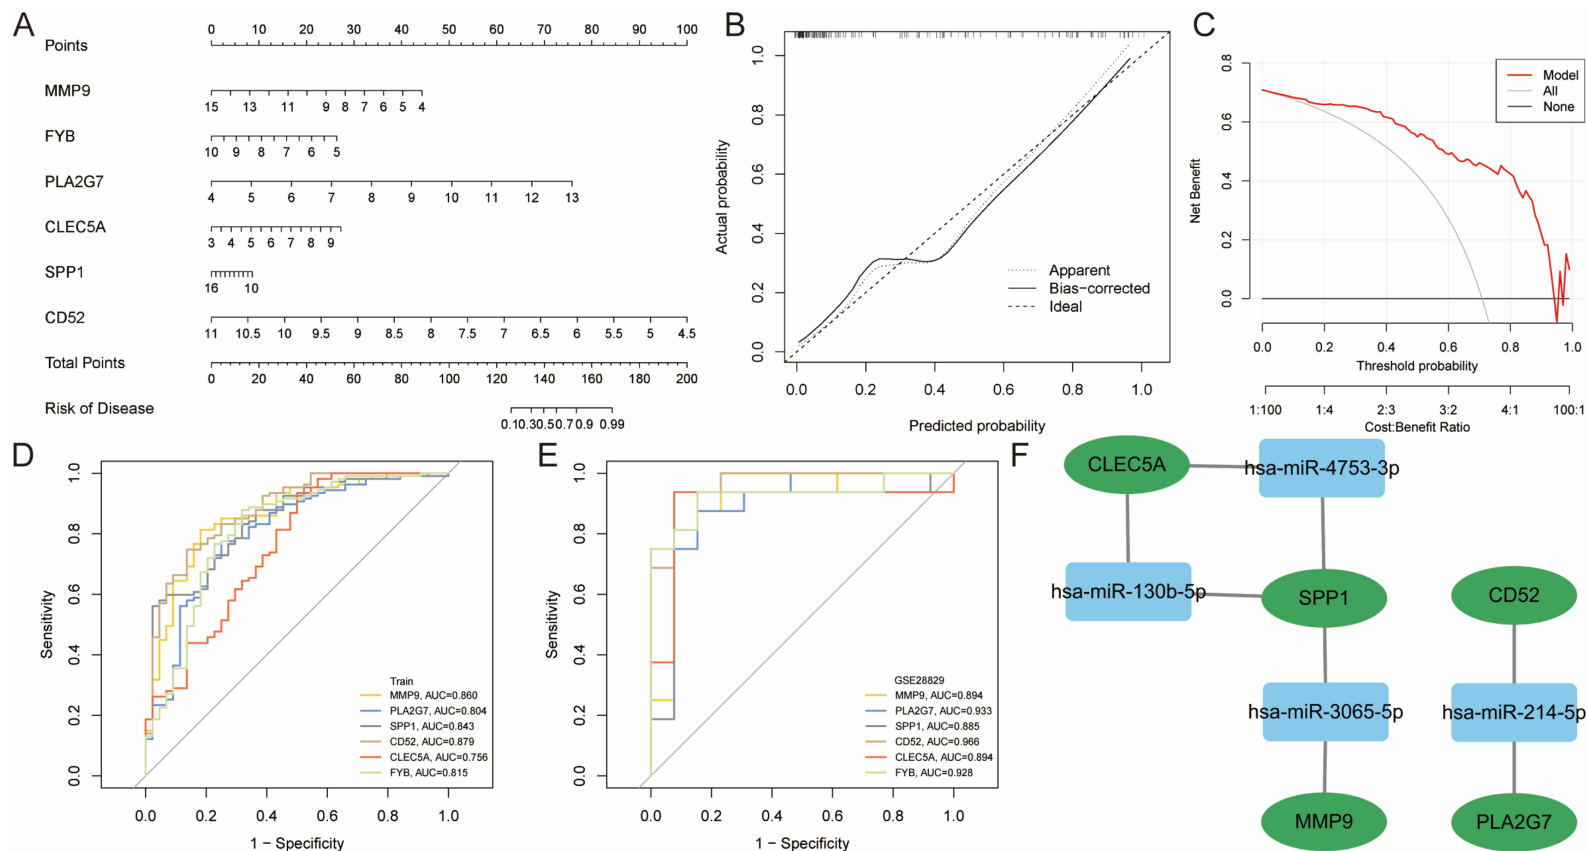 A
Points
0 10 20 30 40 50 60 70 80 90 100
MMP9
15 13 11 9 8 7 6 5 4
FYB
10 9 8 7 6 5
PLA2G7
4 5 6 7 8 9 10 11 12 13
CLEC5A
3 4 5 6 7 8 9
SPP1
16 10
CD52
11 10.5 10 9.5 9 8.5 8 7.5 7 6.5 6 5.5 5 4.5
Total Points
0 20 40 60 80 100 120 140 160 180 200
Risk of Disease
0.1 0.3 0.5 0.7 0.9 0.99
B
Actual probability
1.0
0.8
0.6
0.4
0.2
0.0
Apparent
Bias-corrected
Ideal
0.0 0.2 0.4 0.6 0.8 1.0
Predicted probability
C
Net Benefit
0.8
0.6
0.4
0.2
0.0
Model
All
None
0.0 0.2 0.4 0.6 0.8 1.0
Threshold probability
1:100 1:4 2:3 3:2 4:1 100:1
Cost:Benefit Ratio
D
Sensitivity
1.0
0.8
0.6
0.4
0.2
0.0
Train
MMP9, AUC=0.860
PLA2G7, AUC=0.804
SPP1, AUC=0.843
CD52, AUC=0.879
CLEC5A, AUC=0.756
FYB, AUC=0.815
0.0 0.2 0.4 0.6 0.8 1.0
1 - Specificity
E
Sensitivity
1.0
0.8
0.6
0.4
0.2
0.0
GSE28829
MMP9, AUC=0.894
PLA2G7, AUC=0.933
SPP1, AUC=0.885
CD52, AUC=0.966
CLEC5A, AUC=0.894
FYB, AUC=0.928
0.0 0.2 0.4 0.6 0.8 1.0
1 - Specificity
F
CLEC5A
hsa-miR-4753-3p
hsa-miR-130b-5p
SPP1
CD52
hsa-miR-3065-5p
hsa-miR-214-5p
MMP9
PLA2G7